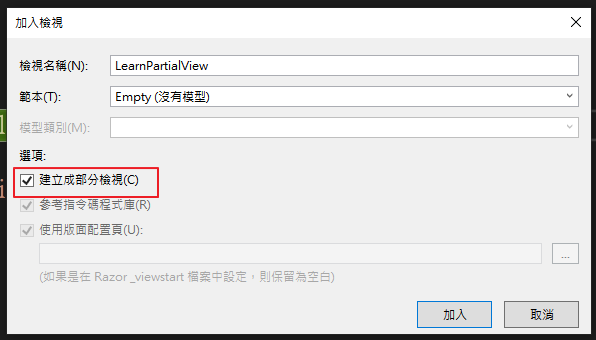 加入檢視
檢視名稱(N): LearnPartialView
範本(T): Empty (沒有模型)
模型類別(M):
選項:
建立成部分檢視(C)
參考指令碼程式庫(R)
使用版面配置頁(U):
...
(如果是在 Razor _viewstart 檔案中設定，則保留為空白)
加入 取消